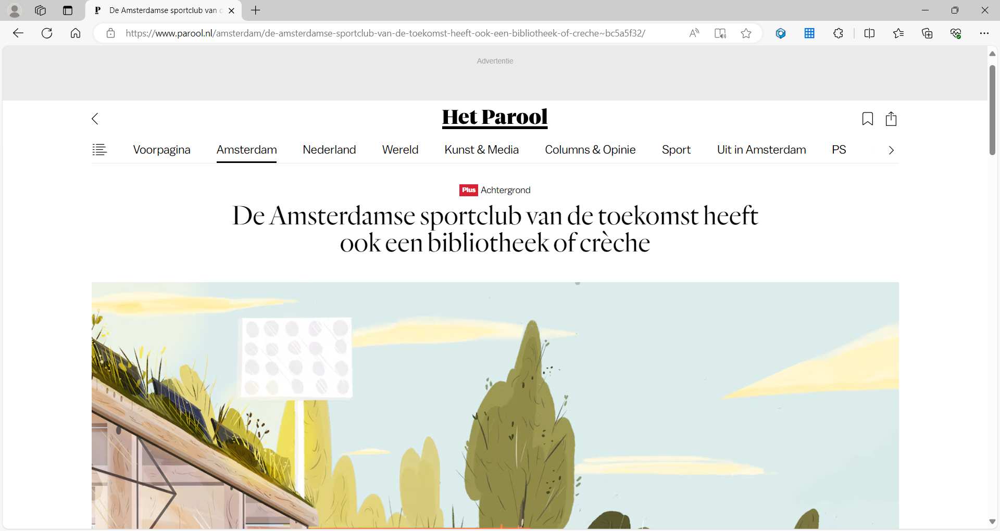 De Amsterdamse sportclub van
https://www.parool.nl/amsterdam/de-amsterdamse-sportclub-van-de-toekomst-heeft-ook-een-bibliotheek-of-creche~bc5a5f32/
Advertentie
Het Parool
Voorpagina Amsterdam Nederland Wereld Kunst & Media Columns & Opinie Sport Uit in Amsterdam PS
Plus Achtergrond
De Amsterdamse sportclub van de toekomst heeft
ook een bibliotheek of crèche